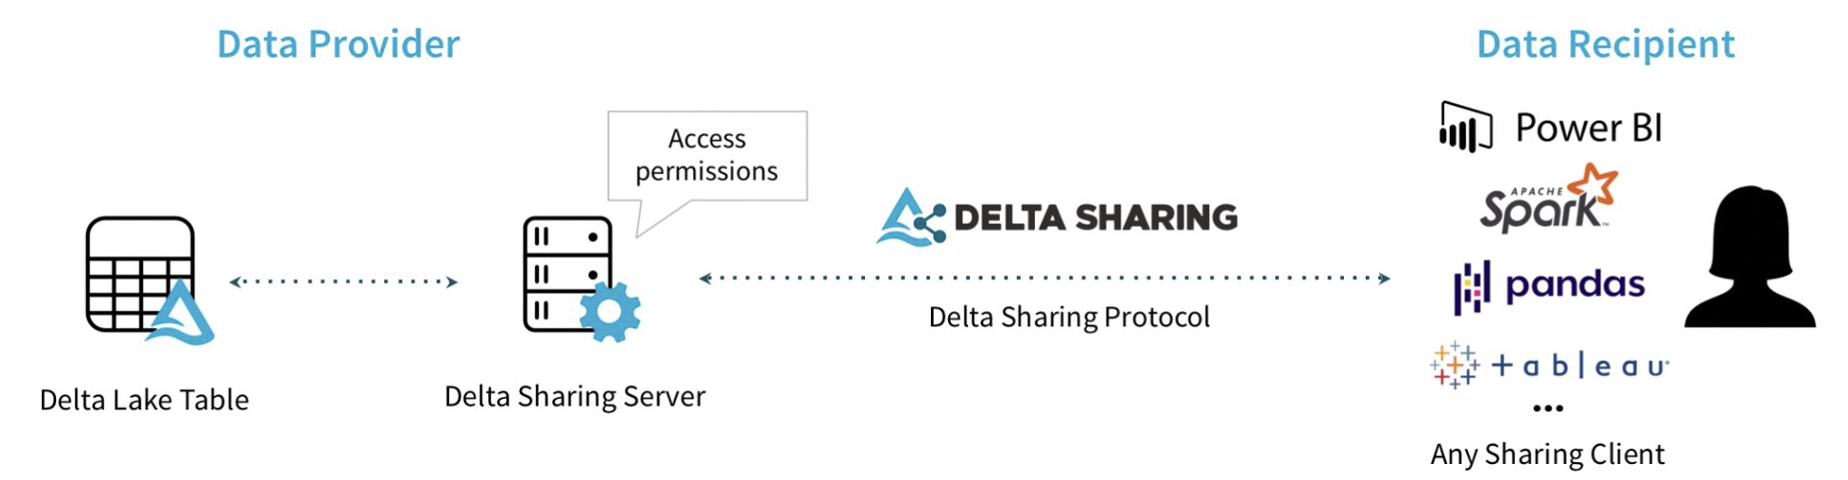 Data Provider
Data Recipient
Access
permissions
Power BI
APACHE
Spark™
DELTA SHARING
pandas
Delta Sharing Protocol
+ a b l e a u®
...
Delta Lake Table
Delta Sharing Server
Any Sharing Client